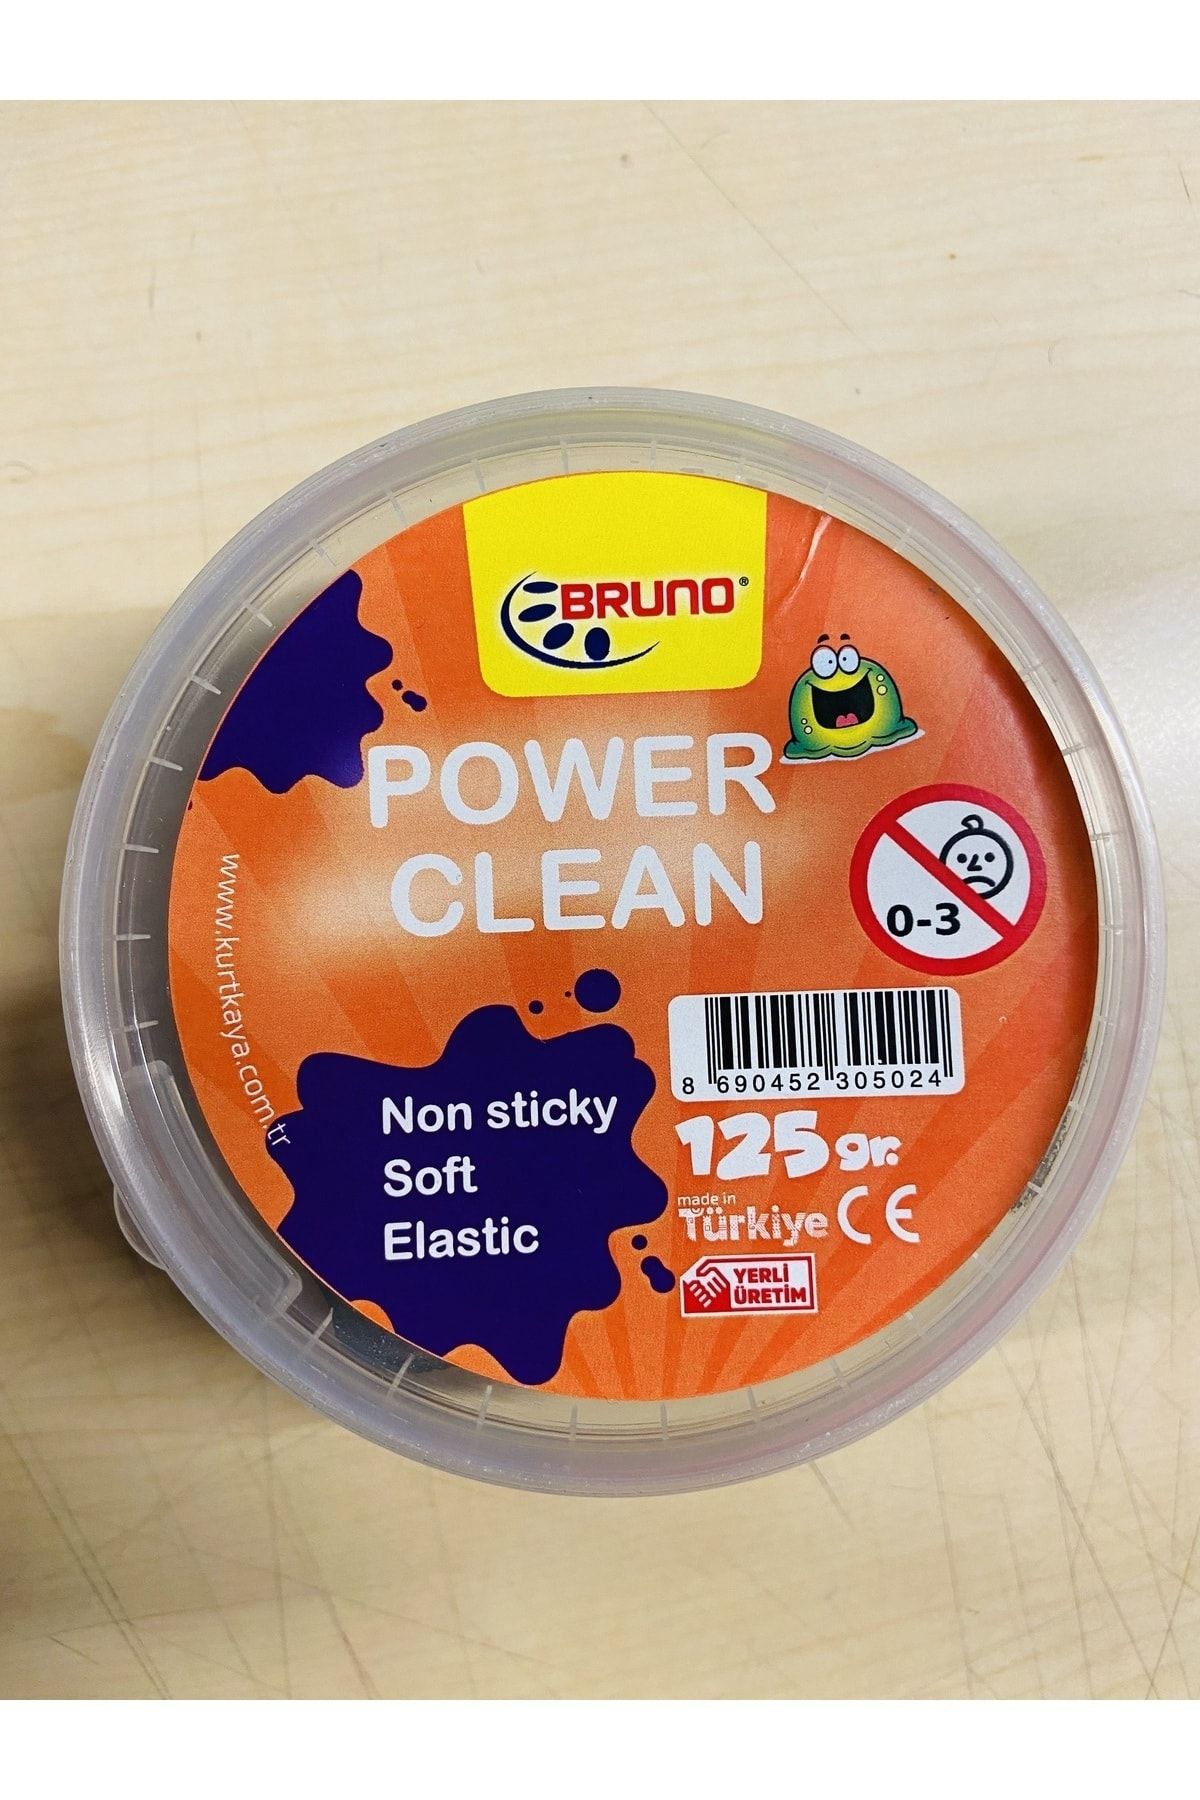 BRUNO®
POWER
CLEAN
www.kurtkaya.com.tr
0-3
8 690452 305024
Non sticky
Soft
Elastic
125 gr.
made in
Türkiye CE
YERLİ
ÜRETİM